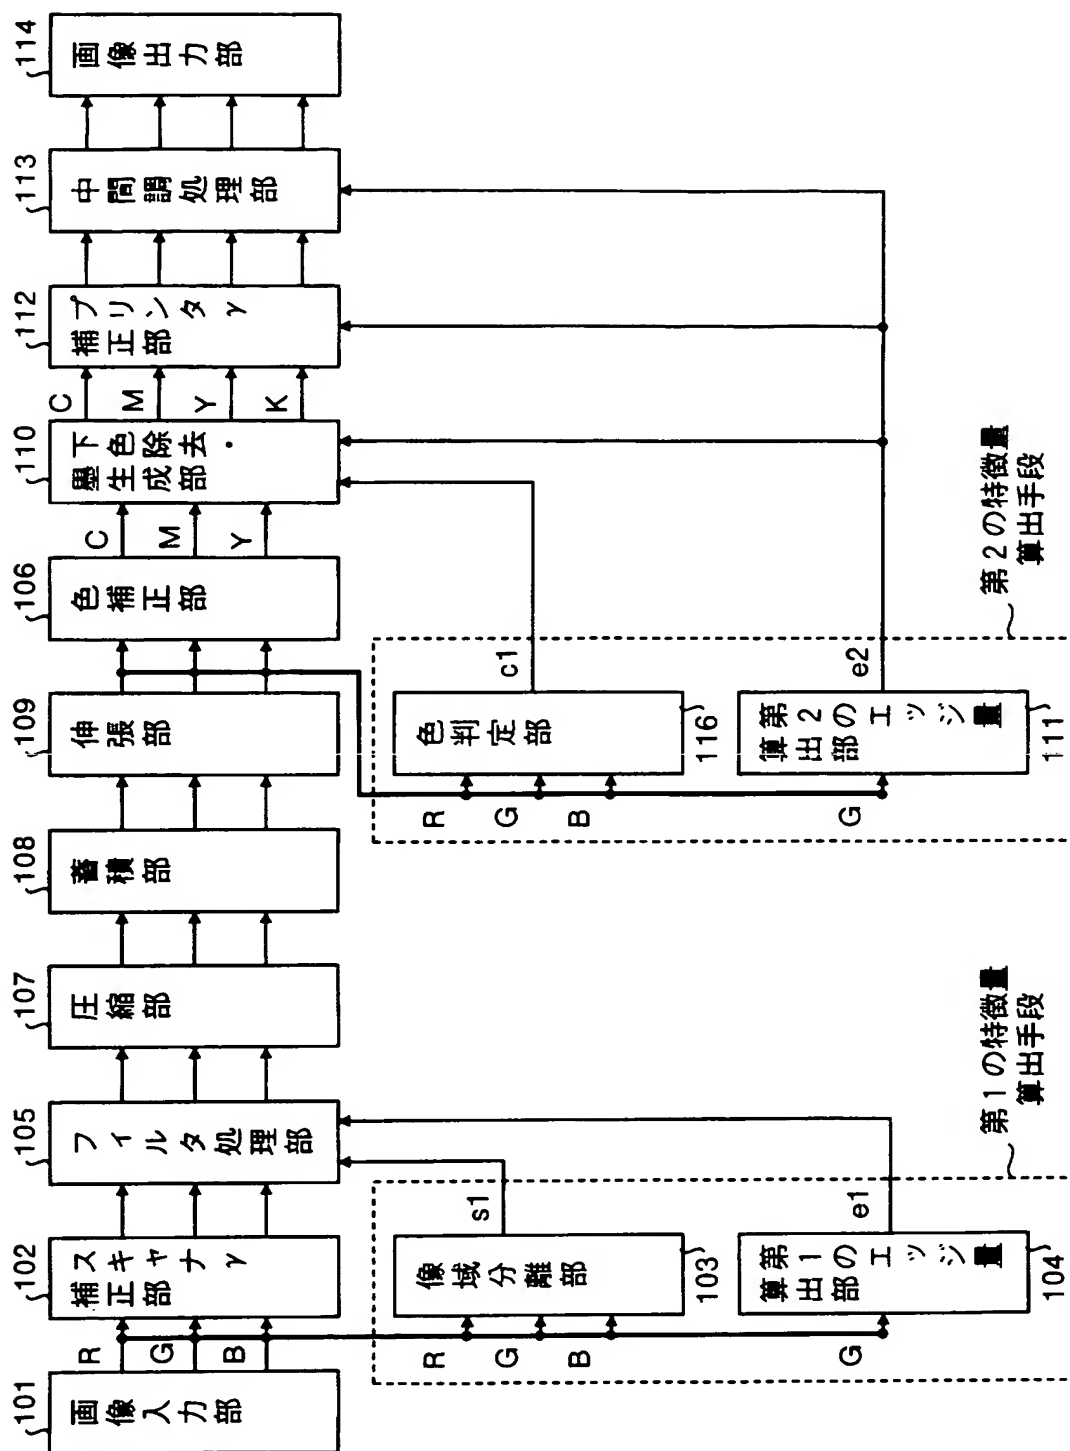 101
画像入力部
R
G
B
102
スキャナγ
補正部
105
フィルタ処理部
107
圧縮部
108
蓄積部
109
伸張部
106
色補正部
C
M
Y
110
下色除去・
墨生成部
C
M
Y
K
112
プリンタγ
補正部
113
中間調処理部
114
画像出力部
R
G
B
像域分離部
103
s1
G
第1のエッジ量
算出部
104
e1
第1の特徴量
算出手段
R
G
B
色判定部
116
c1
G
第2のエッジ量
算出部
111
e2
第2の特徴量
算出手段